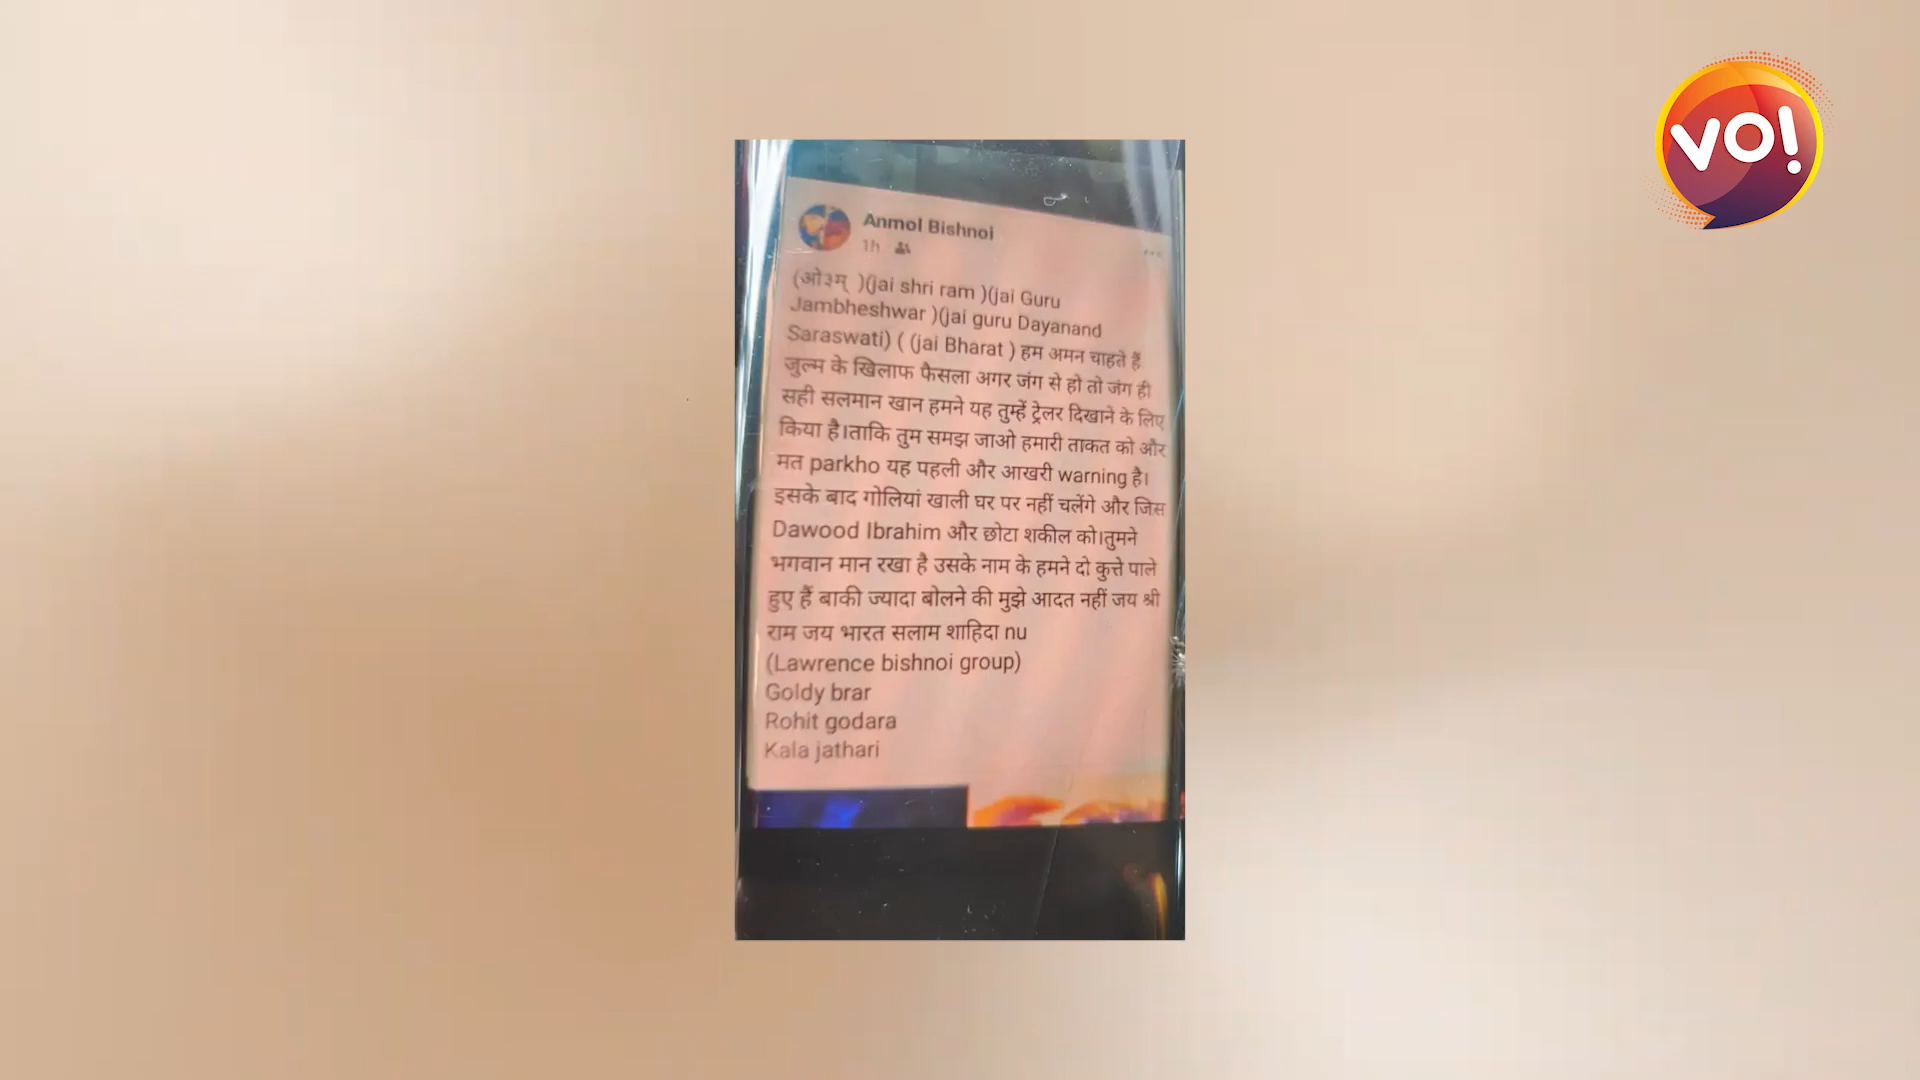 VO!
Anmol Bishnoi
1h
(ओ३म् )(jai shri ram )(jai Guru
Jambheshwar )(jai guru Dayanand
Saraswati) ( (jai Bharat ) हम अमन चाहते हैं
जुल्म के खिलाफ फैसला अगर जंग से हो तो जंग ही
सही सलमान खान हमने यह तुम्हें ट्रेलर दिखाने के लिए
किया है।ताकि तुम समझ जाओ हमारी ताकत को और
मत parkho यह पहली और आखरी warning है।
इसके बाद गोलियां खाली घर पर नहीं चलेंगे और जिस
Dawood Ibrahim और छोटा शकील को।तुमने
भगवान मान रखा है उसके नाम के हमने दो कुत्ते पाले
हुए हैं बाकी ज्यादा बोलने की मुझे आदत नहीं जय श्री
राम जय भारत सलाम शाहिदा nu
(Lawrence bishnoi group)
Goldy brar
Rohit godara
Kala jathari